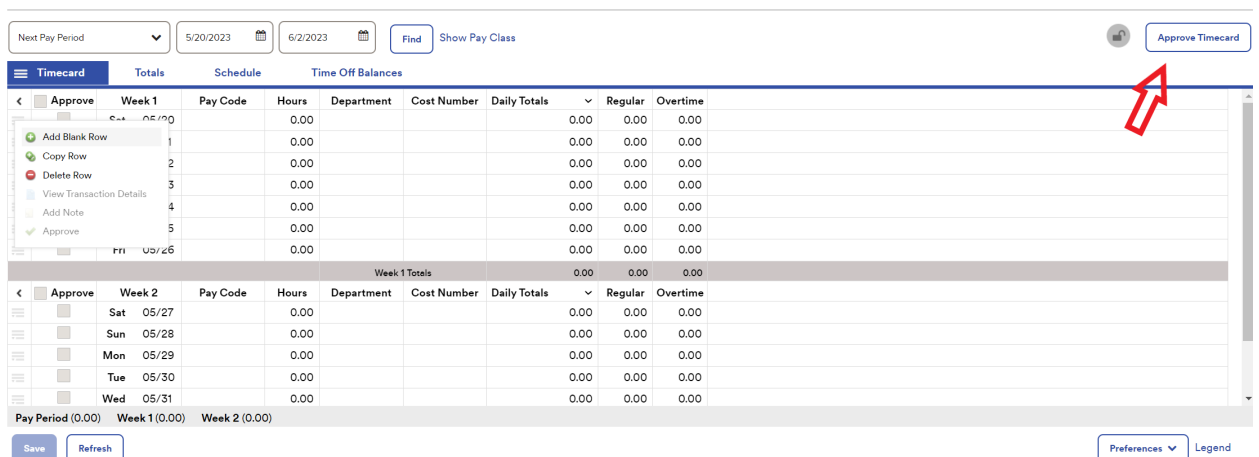 Next Pay Period 5/20/2023 6/2/2023 Find Show Pay Class Approve Timecard
Timecard Totals Schedule Time Off Balances
Approve Week 1 Pay Code Hours Department Cost Number Daily Totals Regular Overtime
Sat 05/20 0.00 0.00 0.00 0.00
Add Blank Row 1 0.00 0.00 0.00 0.00
Copy Row 2 0.00 0.00 0.00 0.00
Delete Row 3 0.00 0.00 0.00 0.00
View Transaction Details
Add Note 4 0.00 0.00 0.00 0.00
Approve 5 0.00 0.00 0.00 0.00
Fri 05/26 0.00 0.00 0.00 0.00
Week 1 Totals 0.00 0.00 0.00
Approve Week 2 Pay Code Hours Department Cost Number Daily Totals Regular Overtime
Sat 05/27 0.00 0.00 0.00 0.00
Sun 05/28 0.00 0.00 0.00 0.00
Mon 05/29 0.00 0.00 0.00 0.00
Tue 05/30 0.00 0.00 0.00 0.00
Wed 05/31 0.00 0.00 0.00 0.00
Pay Period (0.00) Week 1 (0.00) Week 2 (0.00)
Save Refresh Preferences Legend